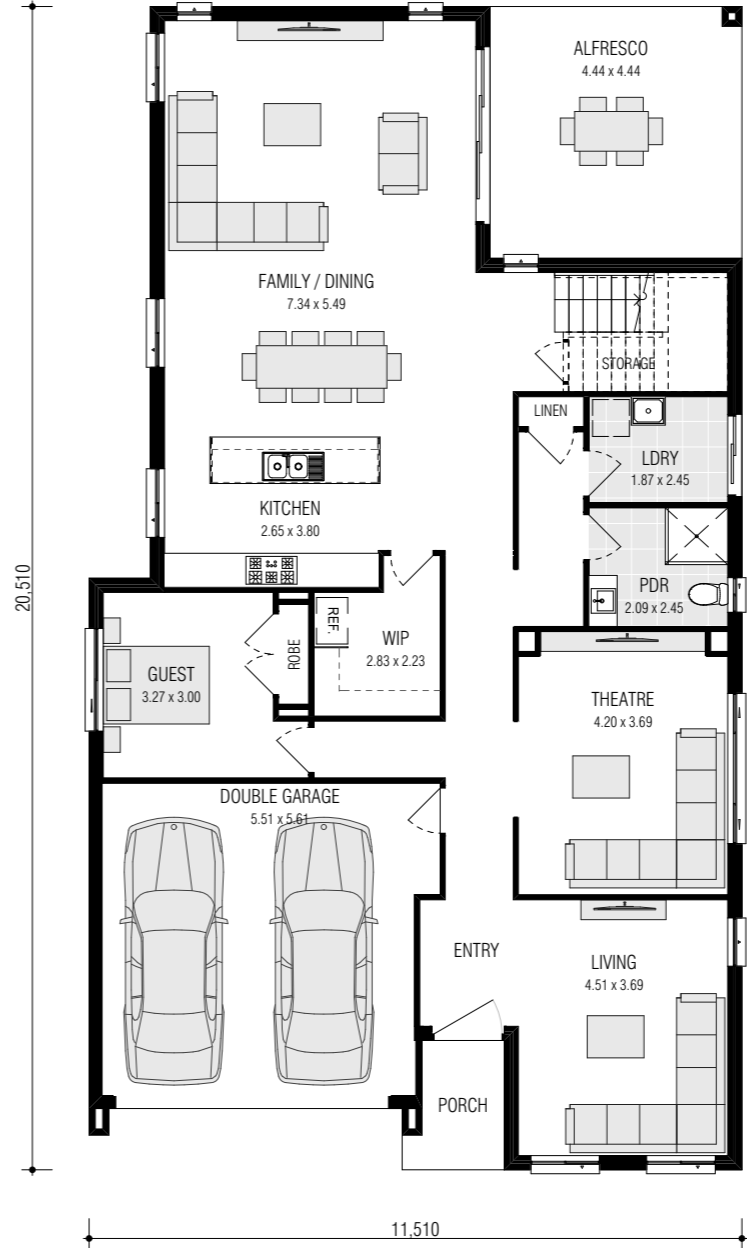 ALFRESCO
4.44 x 4.44
FAMILY / DINING
7.34 x 5.49
STORAGE
LINEN
LDRY
1.87 x 2.45
KITCHEN
2.65 x 3.80
PDR
2.09 x 2.45
20,510
REF.
WIP
2.83 x 2.23
ROBE
GUEST
3.27 x 3.00
THEATRE
4.20 x 3.69
DOUBLE GARAGE
5.51 x 5.61
ENTRY
LIVING
4.51 x 3.69
PORCH
11,510